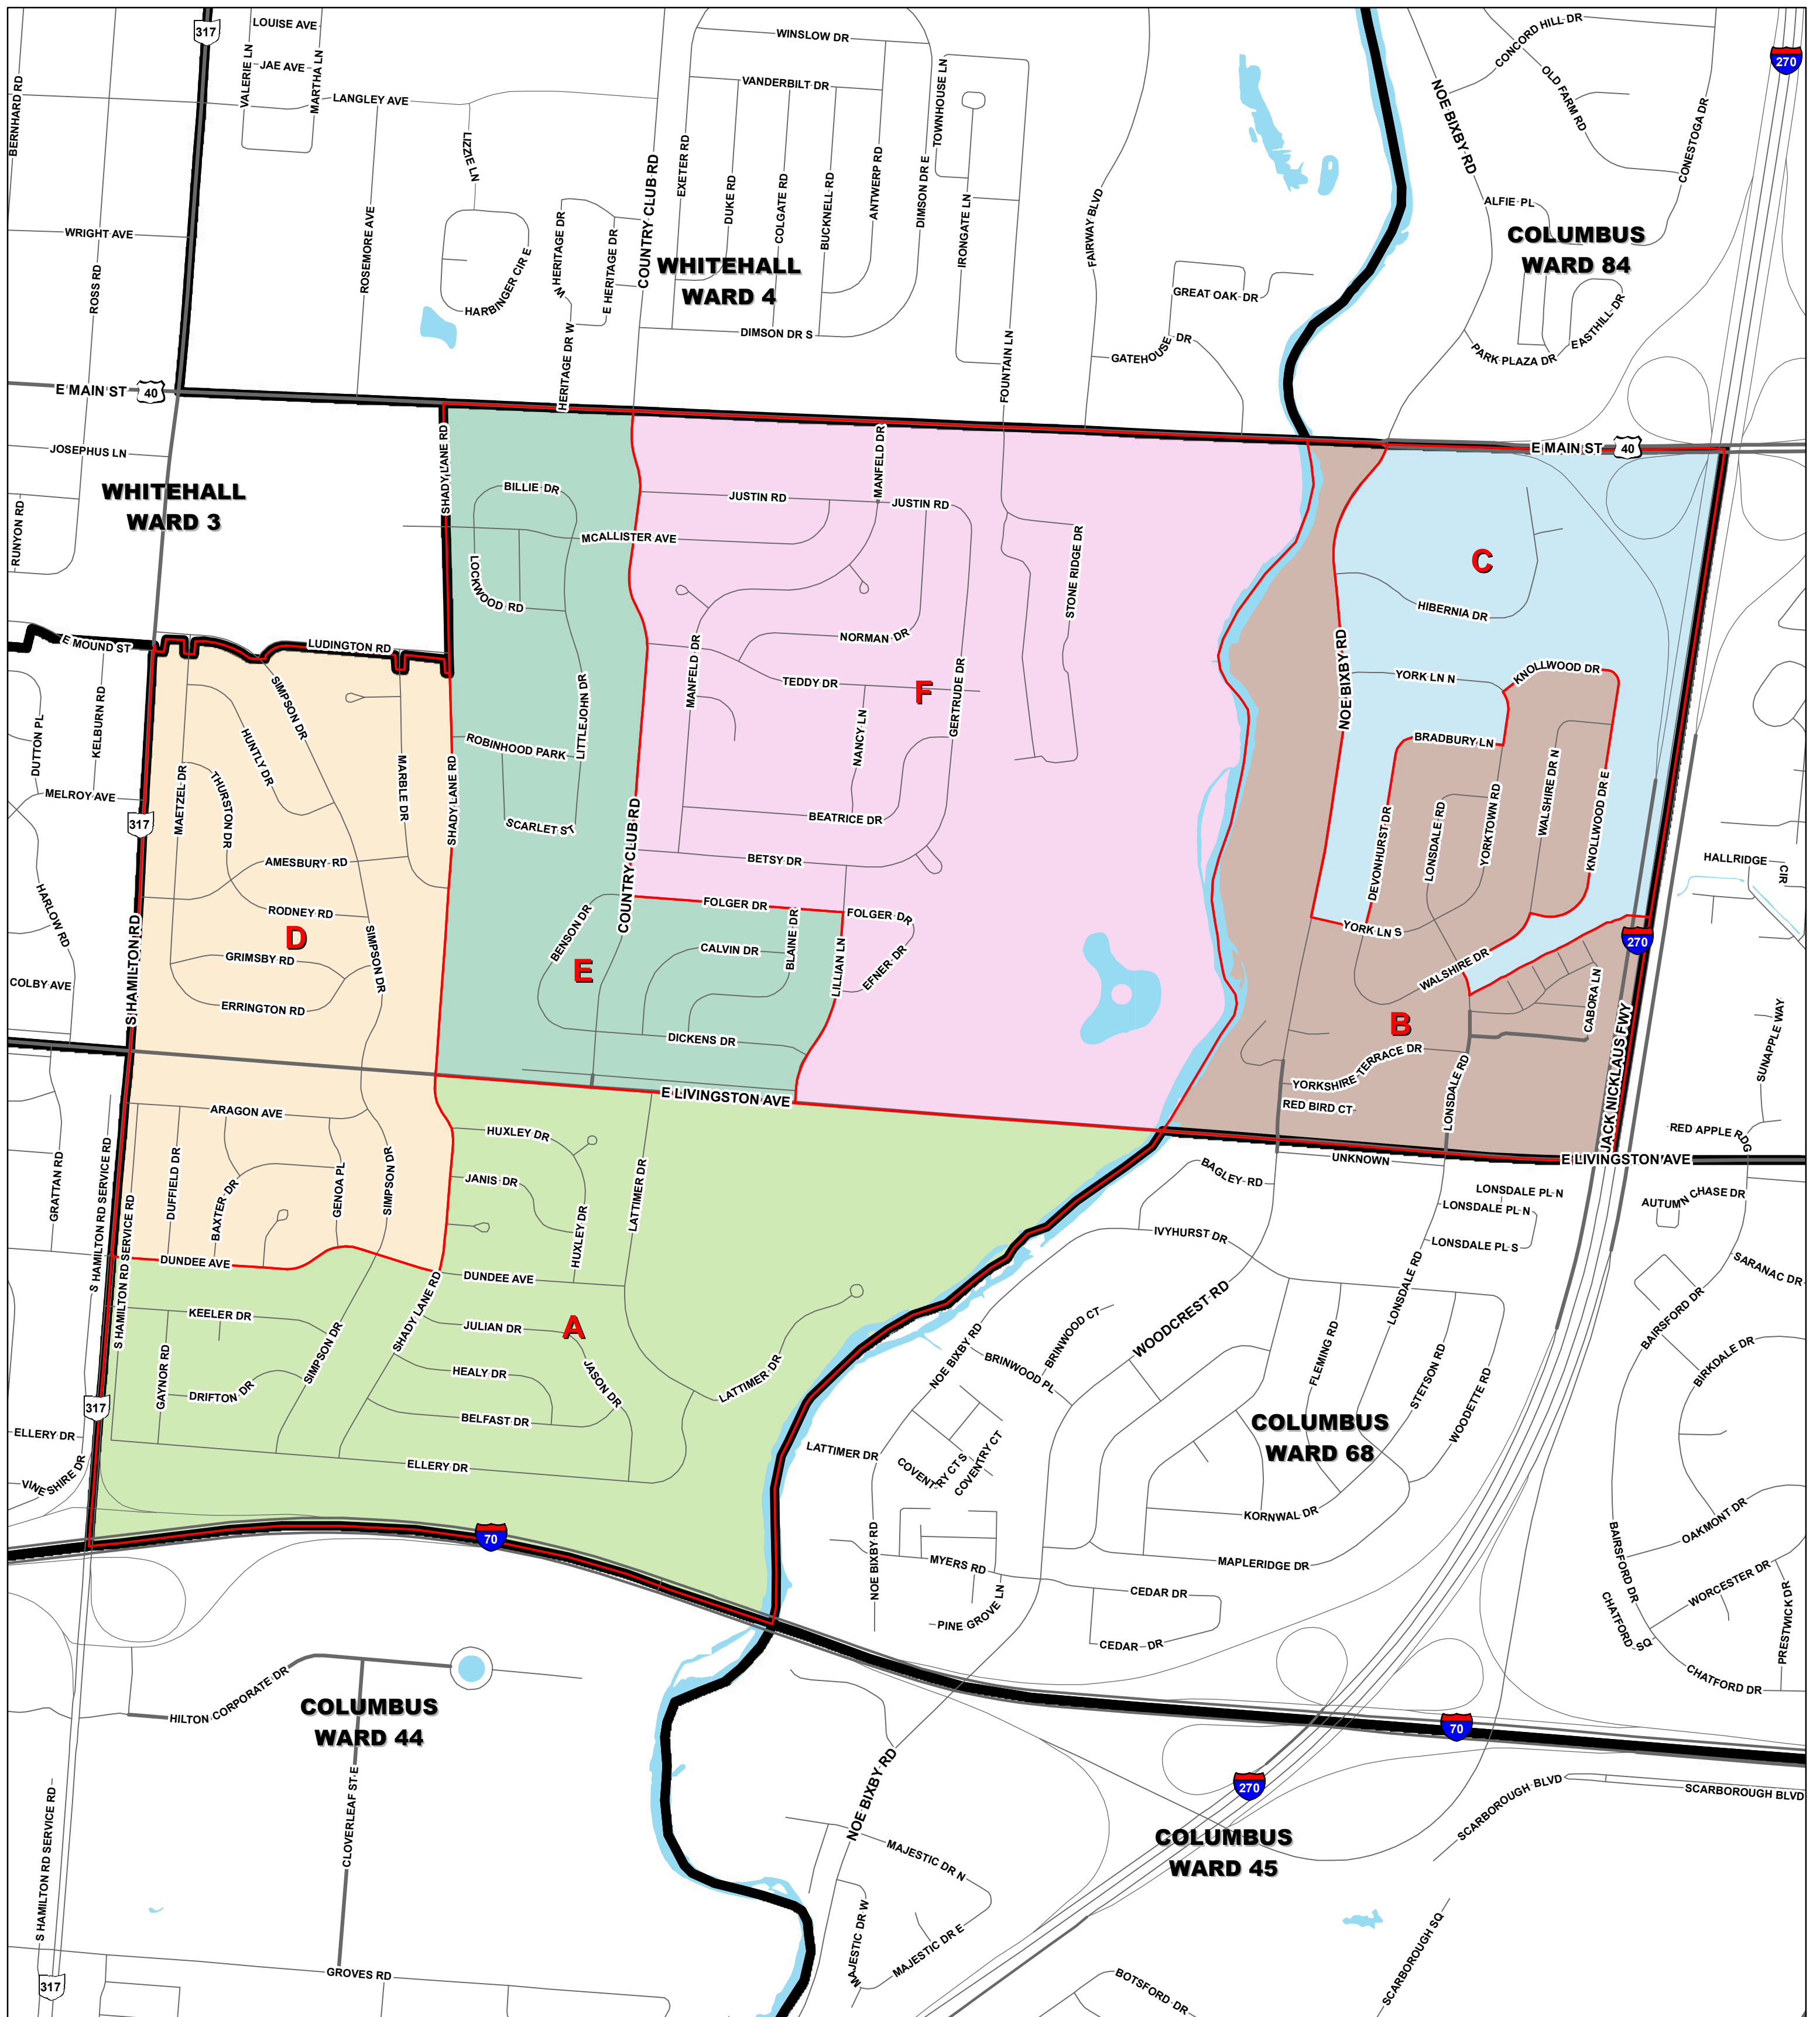 317
LOUISE AVE
JAE AVE
VALERIE LN
MARTHA LN
LANGLEY AVE
BERNHARD RD
WRIGHT AVE
ROSS RD
ROSEMORE AVE
LIZZIE LN
HARBINGER CIR E
W HERITAGE DR
E HERITAGE DR
HERITAGE DR W
COUNTRY CLUB RD
WINSLOW DR
VANDERBILT DR
EXETER RD
DUKE RD
COLGATE RD
BUCKNELL RD
ANTWERP RD
DIMSON DR E
DIMSON DR S
TOWNHOUSE LN
IRONGATE LN
FOUNTAIN LN
FAIRWAY BLVD
GREAT OAK DR
GATEHOUSE DR
WHITEHALL
WARD 4
NOE BIXBY RD
CONCORD HILL DR
OLD FARM RD
CONESTOGA DR
ALFIE PL
COLUMBUS
WARD 84
EASTHILL DR
PARK PLAZA DR
270
E MAIN ST
40
E MAIN ST
40
JOSEPHUS LN
RUNYON RD
WHITEHALL
WARD 3
SHADY LANE RD
BILLIE DR
MCALLISTER AVE
LOCKWOOD RD
LITTLEJOHN DR
ROBINHOOD PARK
SCARLET ST
JUSTIN RD
MANFELD DR
JUSTIN RD
NORMAN DR
MANFELD DR
TEDDY DR
NANCY LN
GERTRUDE DR
STONE RIDGE DR
BEATRICE DR
BETSY DR
F
C
HIBERNIA DR
NOE BIXBY RD
YORK LN N
KNOLLWOOD DR
BRADBURY LN
DEVONHURST DR
LONSDALE RD
YORKTOWN RD
WALSHIRE DR N
KNOLLWOOD DR E
YORK LN S
WALSHIRE DR
CABORA LN
B
YORKSHIRE TERRACE DR
RED BIRD CT
LONSDALE RD
JACK NICKLAUS FWY
270
HALLRIDGE CIR
SUNAPPLE WAY
RED APPLE RDG
E MOUND ST
LUDINGTON RD
DUTTON PL
KELBURN RD
MELROY AVE
317
HARLOW RD
COLBY AVE
S HAMILTON RD
SIMPSON DR
HUNTLY DR
MAETZEL DR
THURSTON DR
MARBLE DR
SHADY LANE RD
AMESBURY RD
RODNEY RD
D
GRIMSBY RD
SIMPSON DR
ERRINGTON RD
COUNTRY CLUB RD
FOLGER DR
FOLGER DR
BENSON DR
E
CALVIN DR
BLAINE DR
LILLIAN LN
EFNER DR
DICKENS DR
E LIVINGSTON AVE
E LIVINGSTON AVE
UNKNOWN
GRATTAN RD
S HAMILTON RD SERVICE RD
S HAMILTON RD SERVICE RD
ARAGON AVE
DUFFIELD DR
BAXTER DR
GENOA PL
SIMPSON DR
DUNDEE AVE
HUXLEY DR
JANIS DR
HUXLEY DR
LATTIMER DR
DUNDEE AVE
KEELER DR
GAYNOR RD
DRIFTON DR
SIMPSON DR
SHADY LANE RD
JULIAN DR
A
HEALY DR
JASON DR
BELFAST DR
LATTIMER DR
ELLERY DR
ELLERY DR
VINESHIRE DR
317
70
BAGLEY RD
IVYHURST DR
WOODCREST RD
LONSDALE PL N
LONSDALE PL N
LONSDALE PL S
LONSDALE RD
AUTUMN CHASE DR
SARANAC DR
BAIRSFORD DR
BIRKDALE DR
NOE BIXBY RD
BRINWOOD CT
BRINWOOD PL
FLEMING RD
STETSON RD
WOODETTE RD
COLUMBUS
WARD 68
LATTIMER DR
COVENTRY CT S
COVENTRY CT
NOE BIXBY RD
KORNWAL DR
MYERS RD
MAPLERIDGE DR
CEDAR DR
PINE GROVE LN
CEDAR DR
OAKMONT DR
BAIRSFORD DR
WORCESTER DR
CHATFORD SQ
PRESTWICK DR
CHATFORD DR
HILTON CORPORATE DR
COLUMBUS
WARD 44
CLOVERLEAF ST E
S HAMILTON RD SERVICE RD
GROVES RD
317
NOE BIXBY RD
70
270
COLUMBUS
WARD 45
SCARBOROUGH BLVD
SCARBOROUGH BLVD
MAJESTIC DR N
MAJESTIC DR W
MAJESTIC DR E
BOTSFORD DR
SCARBOROUGH SQ